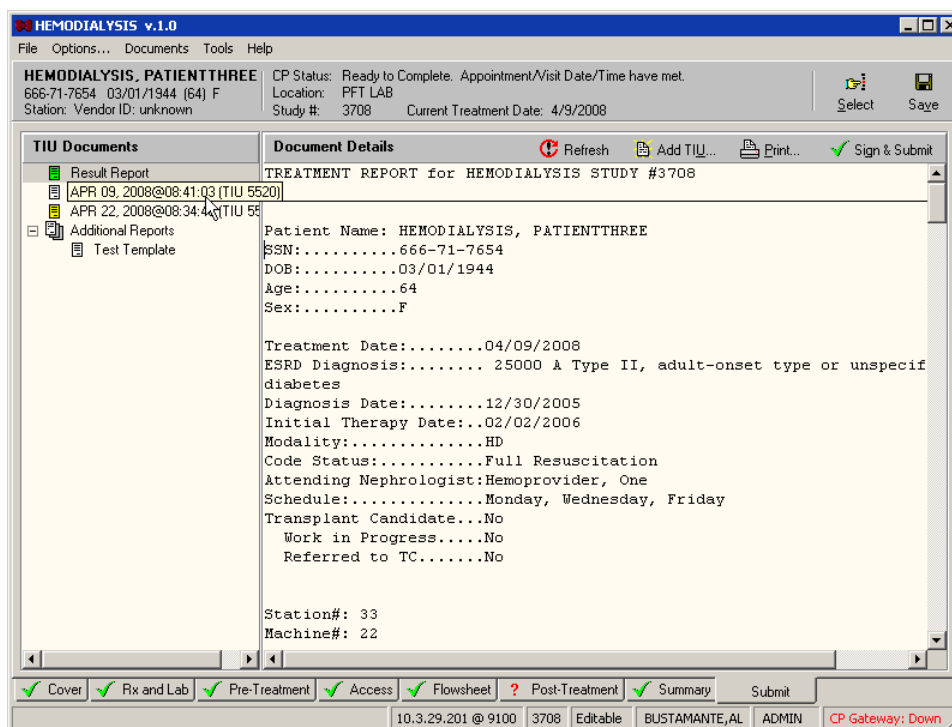 HEMODIALYSIS v.1.0
File Options... Documents Tools Help
HEMODIALYSIS, PATIENTTHREE
666-71-7654 03/01/1944 (64) F
Station: Vendor ID: unknown
CP Status: Ready to Complete. Appointment/Visit Date/Time have met.
Location: PFT LAB
Study #: 3708 Current Treatment Date: 4/9/2008
Select Save
TIU Documents
Result Report
APR 09, 2008@08:41:03 (TIU 5520)
APR 22, 2008@08:34:4 (TIU 55
Additional Reports
Test Template
Document Details Refresh Add TIU... Print... Sign & Submit
TREATMENT REPORT for HEMODIALYSIS STUDY #3708
Patient Name: HEMODIALYSIS, PATIENTTHREE
SSN:..........666-71-7654
DOB:..........03/01/1944
Age:..........64
Sex:..........F
Treatment Date:........04/09/2008
ESRD Diagnosis:........ 25000 A Type II, adult-onset type or unspecif
diabetes
Diagnosis Date:........12/30/2005
Initial Therapy Date:..02/02/2006
Modality:..............HD
Code Status:...........Full Resuscitation
Attending Nephrologist:Hemoprovider, One
Schedule:..............Monday, Wednesday, Friday
Transplant Candidate...No
Work in Progress.....No
Referred to TC.......No
Station#: 33
Machine#: 22
Cover Rx and Lab Pre-Treatment Access Flowsheet ? Post-Treatment Summary Submit
10.3.29.201 @ 9100 3708 Editable BUSTAMANTE,AL ADMIN CP Gateway: Down